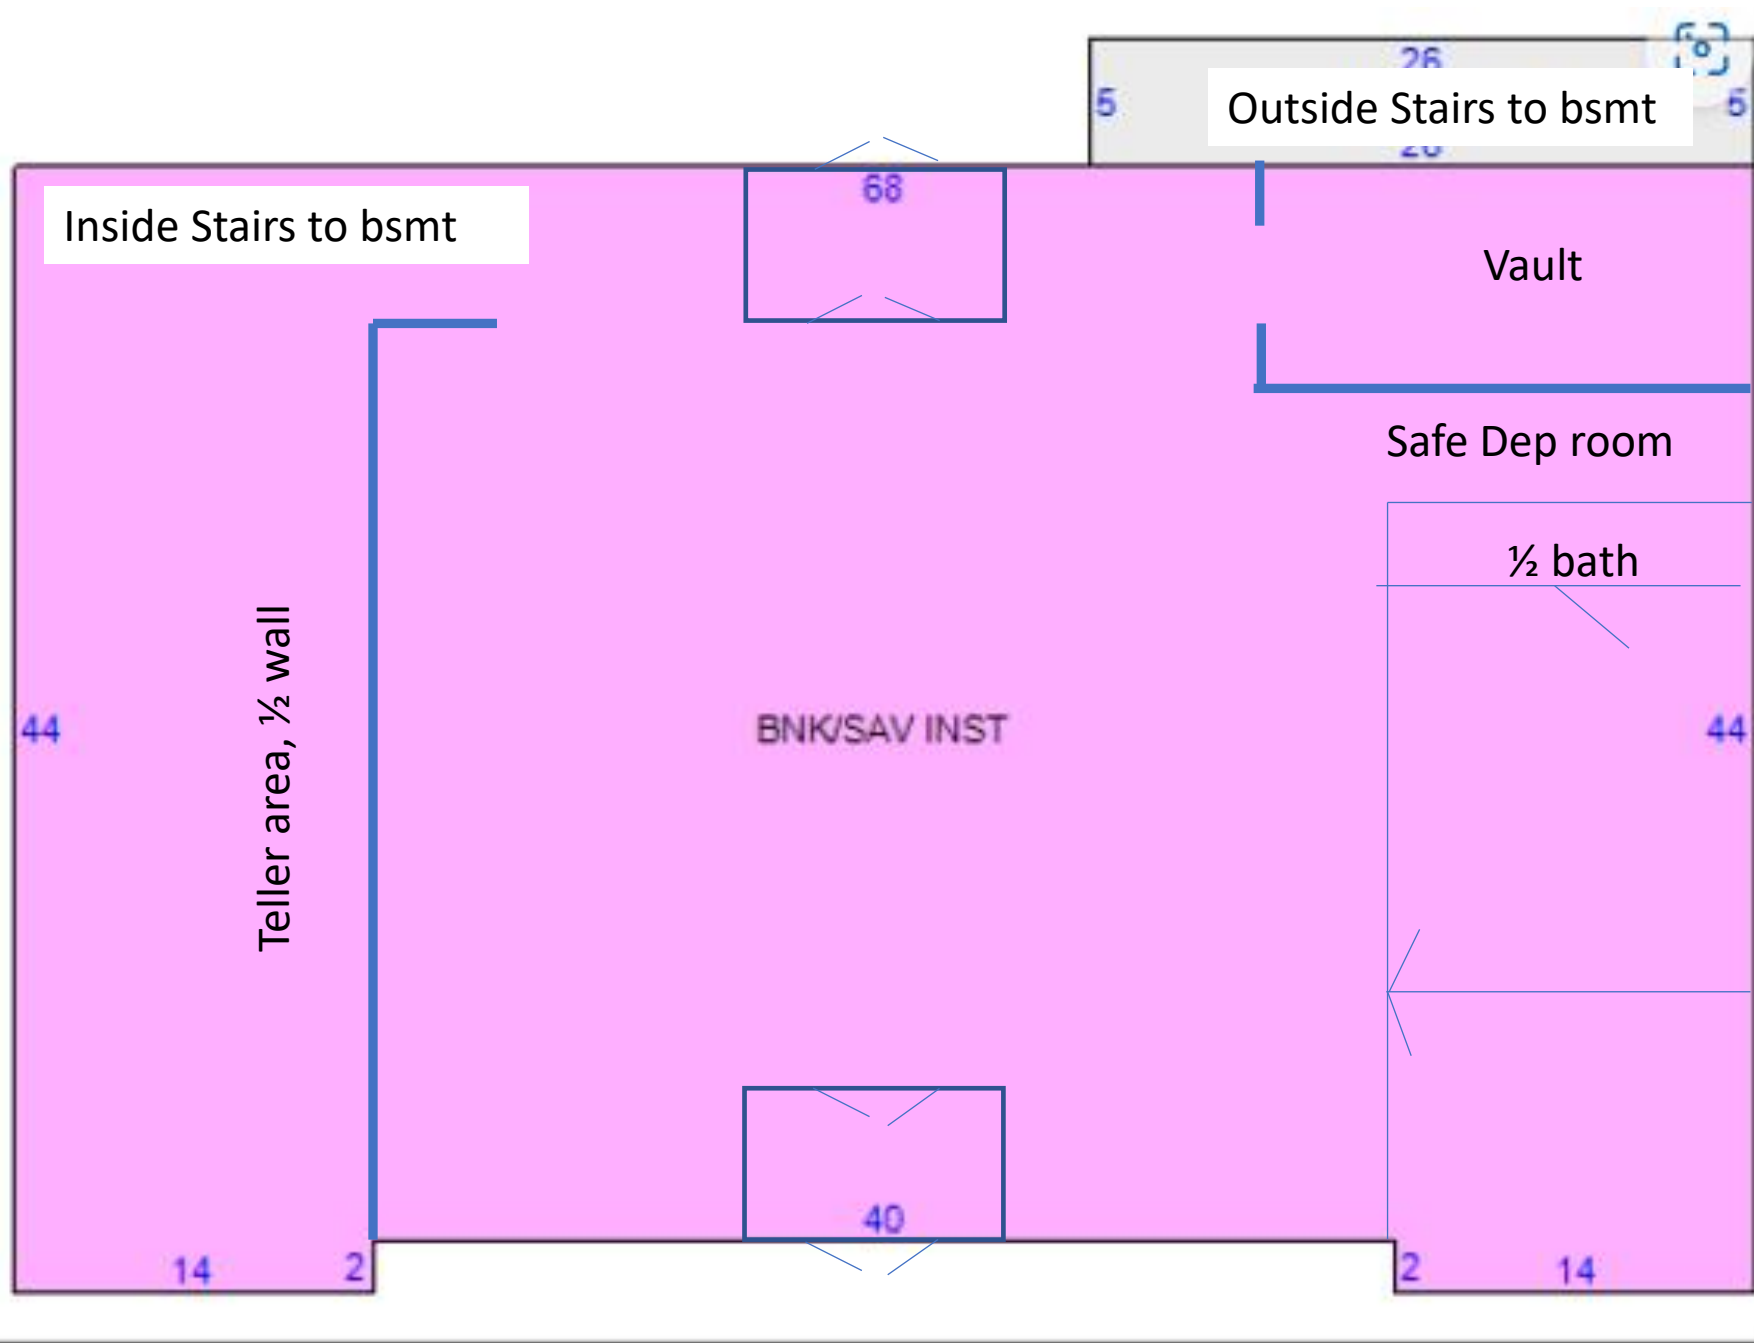 26
5
Outside Stairs to bsmt
5
26
68
Inside Stairs to bsmt
Vault
Safe Dep room
½ bath
Teller area, ½ wall
44
BNK/SAV INST
44
40
14
2
2
14